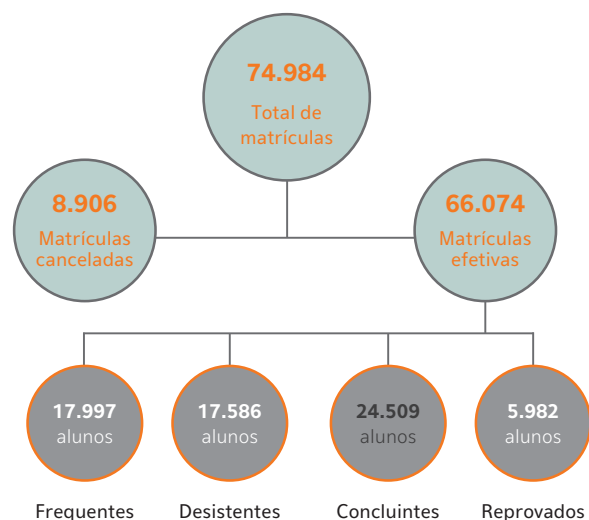 74.984
Total de
matrículas
8.906
Matrículas
canceladas
66.074
Matrículas
efetivas
17.997
alunos
17.586
alunos
24.509
alunos
5.982
alunos
Frequentes
Desistentes
Concluintes
Reprovados